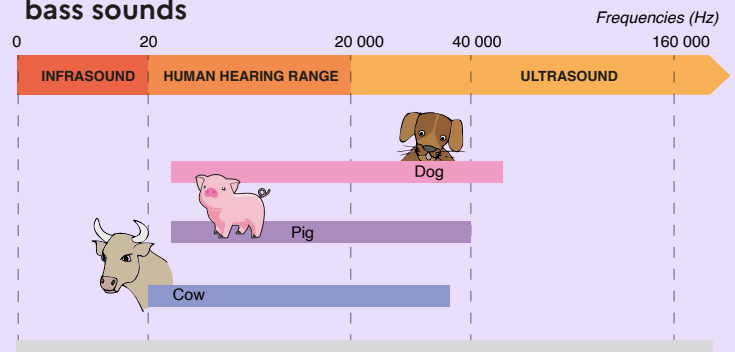 bass sounds
Frequencies (Hz)
0 20 20 000 40 000 160 000
INFRASOUND HUMAN HEARING RANGE ULTRASOUND
Dog
Pig
Cow